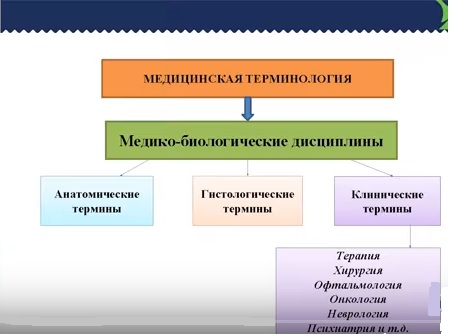 МЕДИЦИНСКАЯ ТЕРМИНОЛОГИЯ
Медико-биологические дисциплины
Анатомические
термины
Гистологические
термины
Клинические
термины
Терапия
Хирургия
Офтальмология
Онкология
Неврология
Психиатрия и т.д.